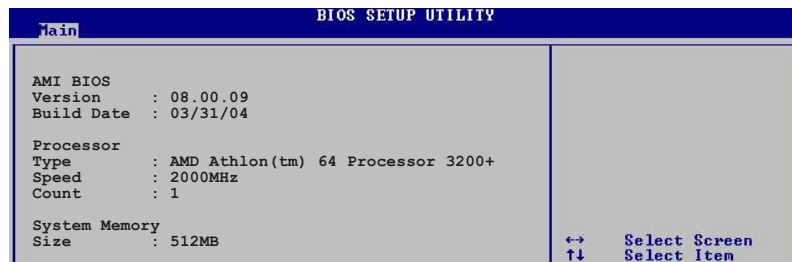 BIOS SETUP UTILITY
Main
AMI BIOS
Version : 08.00.09
Build Date : 03/31/04
Processor
Type : AMD Athlon(tm) 64 Processor 3200+
Speed : 2000MHz
Count : 1
System Memory
Size : 512MB
↔ Select Screen
↑↓ Select Item